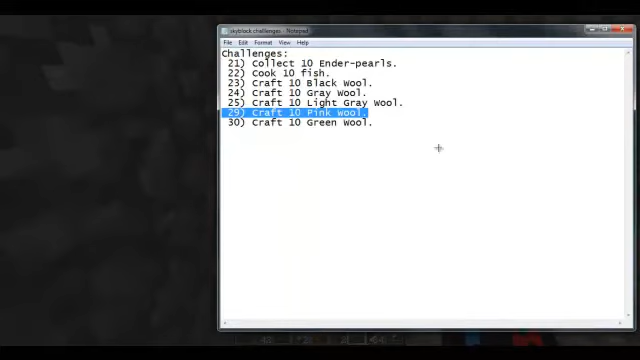 skyblock challenges - Notepad
File Edit Format View Help
Challenges:
21) Collect 10 Ender-pearls.
22) Cook 10 fish.
23) Craft 10 Black Wool.
24) Craft 10 Gray Wool.
25) Craft 10 Light Gray Wool.
29) Craft 10 Pink Wool.
30) Craft 10 Green Wool.